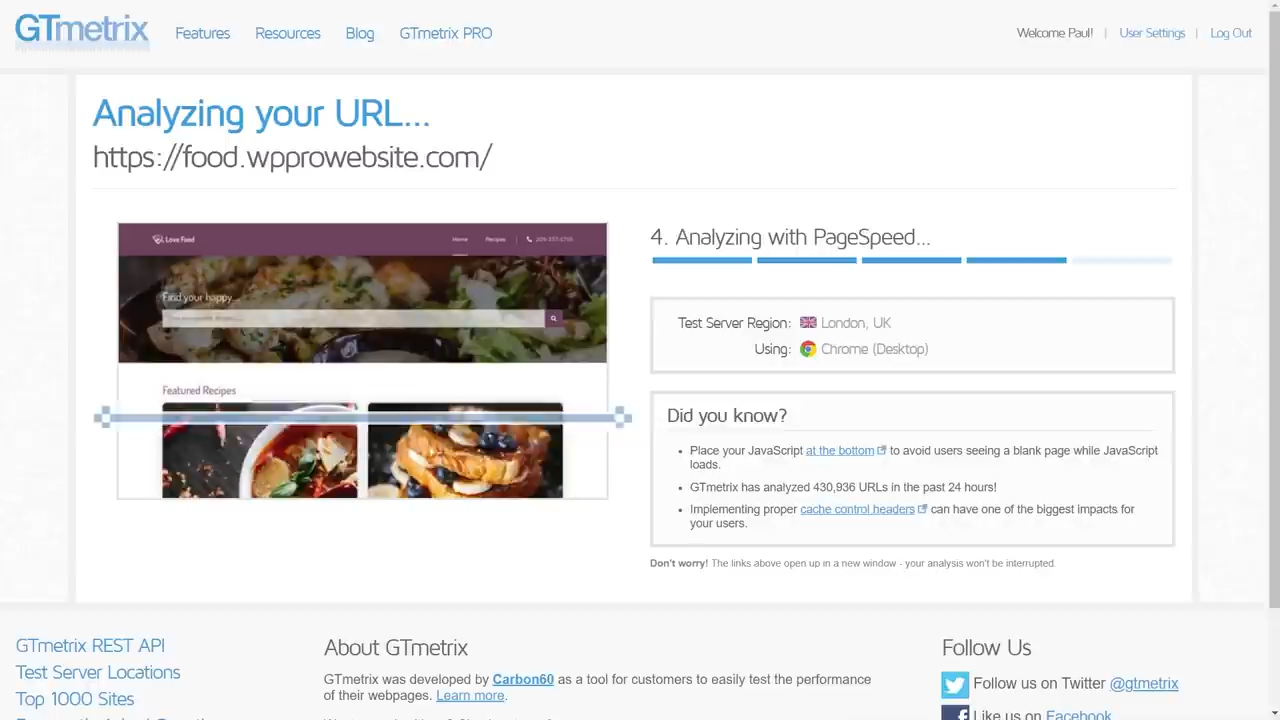 GTmetrix
Features
Resources
Blog
GTmetrix PRO
Welcome Paul!
|
User Settings
|
Log Out
Analyzing your URL...
https://food.wpprowebsite.com/
Love Food
Home
Recipes
Find your happy...
Featured Recipes
4. Analyzing with PageSpeed...
Test Server Region: London, UK
Using: Chrome (Desktop)
Did you know?
• Place your JavaScript at the bottom to avoid users seeing a blank page while JavaScript
loads.
• GTmetrix has analyzed 430,936 URLs in the past 24 hours!
• Implementing proper cache control headers can have one of the biggest impacts for
your users.
Don't worry! The links above open up in a new window - your analysis won't be interrupted.
GTmetrix REST API
Test Server Locations
Top 1000 Sites
About GTmetrix
GTmetrix was developed by Carbon60 as a tool for customers to easily test the performance
of their webpages. Learn more.
Follow Us
Follow us on Twitter @gtmetrix
Like us on Facebook